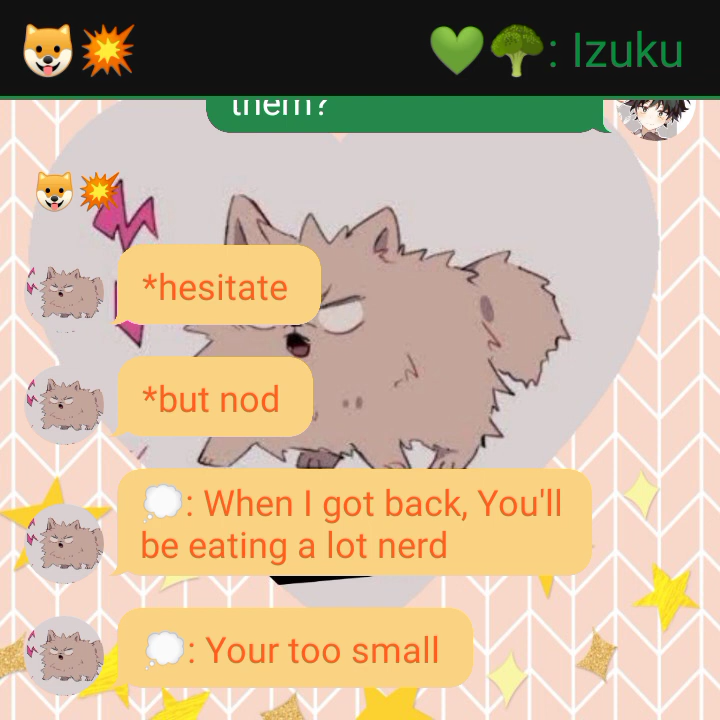 🐶💥
💚🥦: Izuku
them?
🐶💥
*hesitate
*but nod
💭: When I got back, You'll
be eating a lot nerd
💭: Your too small